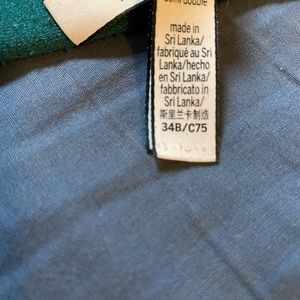 made in
Sri Lanka/
fabriqué au Sri
Lanka/hecho
en Sri Lanka/
fabbricato in
Sri Lanka/
斯里兰卡制造
34B/C75